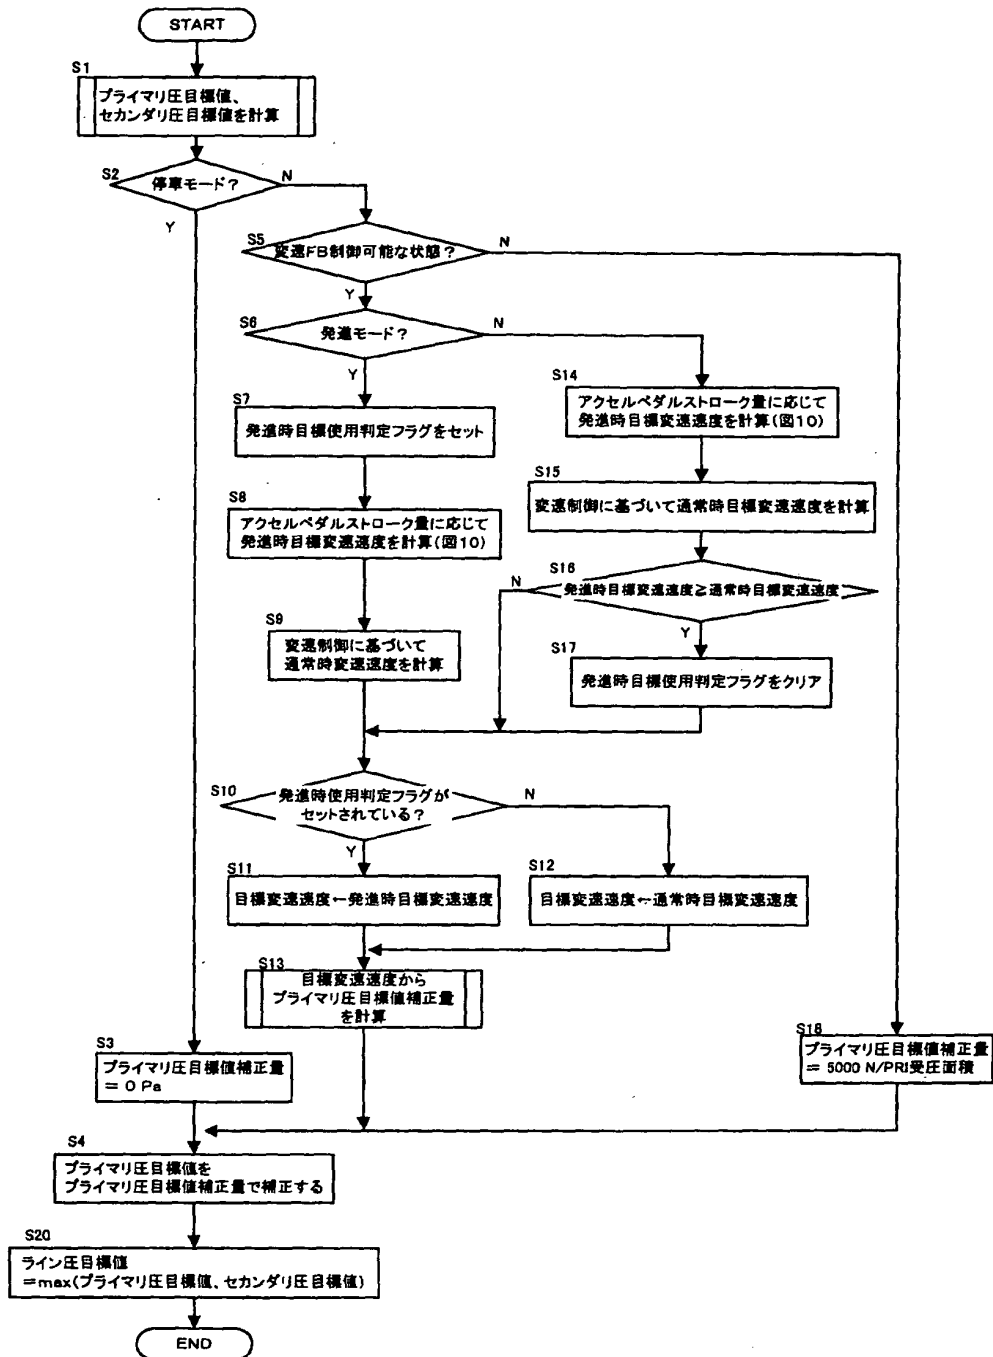 START
S1
プライマリ圧目標値、
セカンダリ圧目標値を計算
S2
停車モード？
N
Y
S5
変速FB制御可能な状態？
N
Y
S6
発進モード？
N
Y
S7
発進時目標使用判定フラグをセット
S14
アクセルペダルストローク量に応じて
発進時目標変速速度を計算(図10)
S8
アクセルペダルストローク量に応じて
発進時目標変速速度を計算(図10)
S15
変速制御に基づいて通常時目標変速速度を計算
S16
発進時目標変速速度≧通常時目標変速速度
N
Y
S9
変速制御に基づいて
通常時変速速度を計算
S17
発進時目標使用判定フラグをクリア
S10
発進時使用判定フラグが
セットされている？
N
Y
S11
目標変速速度←発進時目標変速速度
S12
目標変速速度←通常時目標変速速度
S13
目標変速速度から
プライマリ圧目標値補正量
を計算
S3
プライマリ圧目標値補正量
＝ 0 Pa
S18
プライマリ圧目標値補正量
＝ 5000 N/PRI受圧面積
S4
プライマリ圧目標値を
プライマリ圧目標値補正量で補正する
S20
ライン圧目標値
＝max(プライマリ圧目標値、セカンダリ圧目標値)
END